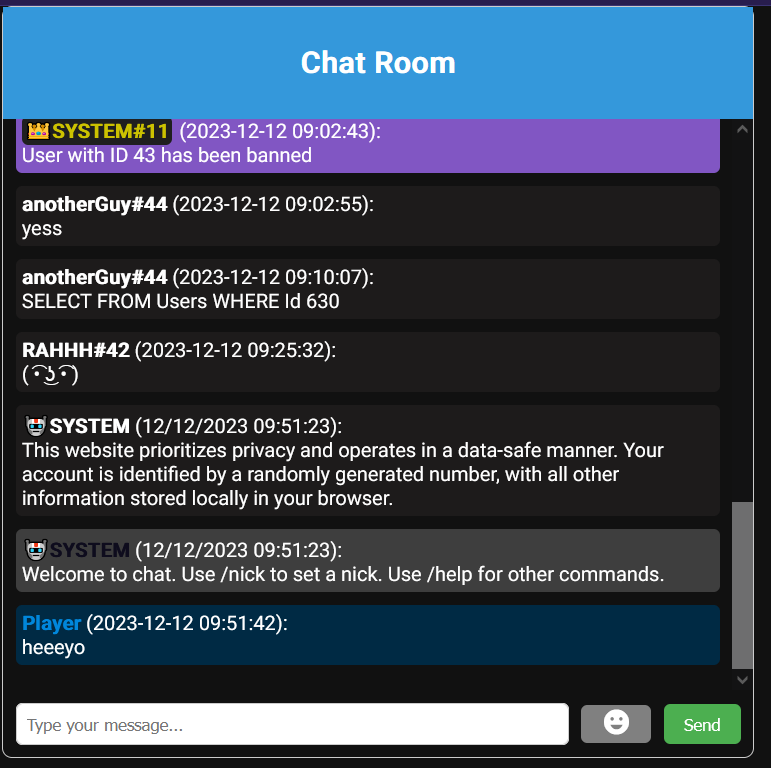 Chat Room
👑SYSTEM#11 (2023-12-12 09:02:43):
User with ID 43 has been banned
anotherGuy#44 (2023-12-12 09:02:55):
yess
anotherGuy#44 (2023-12-12 09:10:07):
SELECT FROM Users WHERE Id 630
RAHHH#42 (2023-12-12 09:25:32):
( ͡• ͜ʖ ͡•)
🤖SYSTEM (12/12/2023 09:51:23):
This website prioritizes privacy and operates in a data-safe manner. Your
account is identified by a randomly generated number, with all other
information stored locally in your browser.
🤖SYSTEM (12/12/2023 09:51:23):
Welcome to chat. Use /nick to set a nick. Use /help for other commands.
Player (2023-12-12 09:51:42):
heeeyo
Type your message...
Send